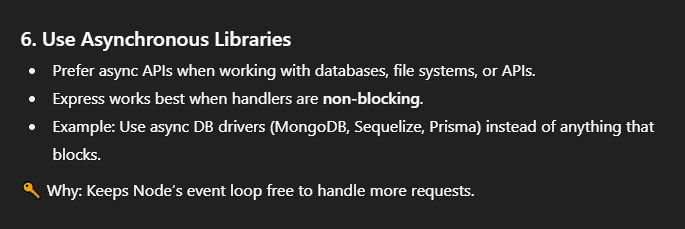 6. Use Asynchronous Libraries
• Prefer async APIs when working with databases, file systems, or APIs.
• Express works best when handlers are non-blocking.
• Example: Use async DB drivers (MongoDB, Sequelize, Prisma) instead of anything that
blocks.
🔑 Why: Keeps Node’s event loop free to handle more requests.